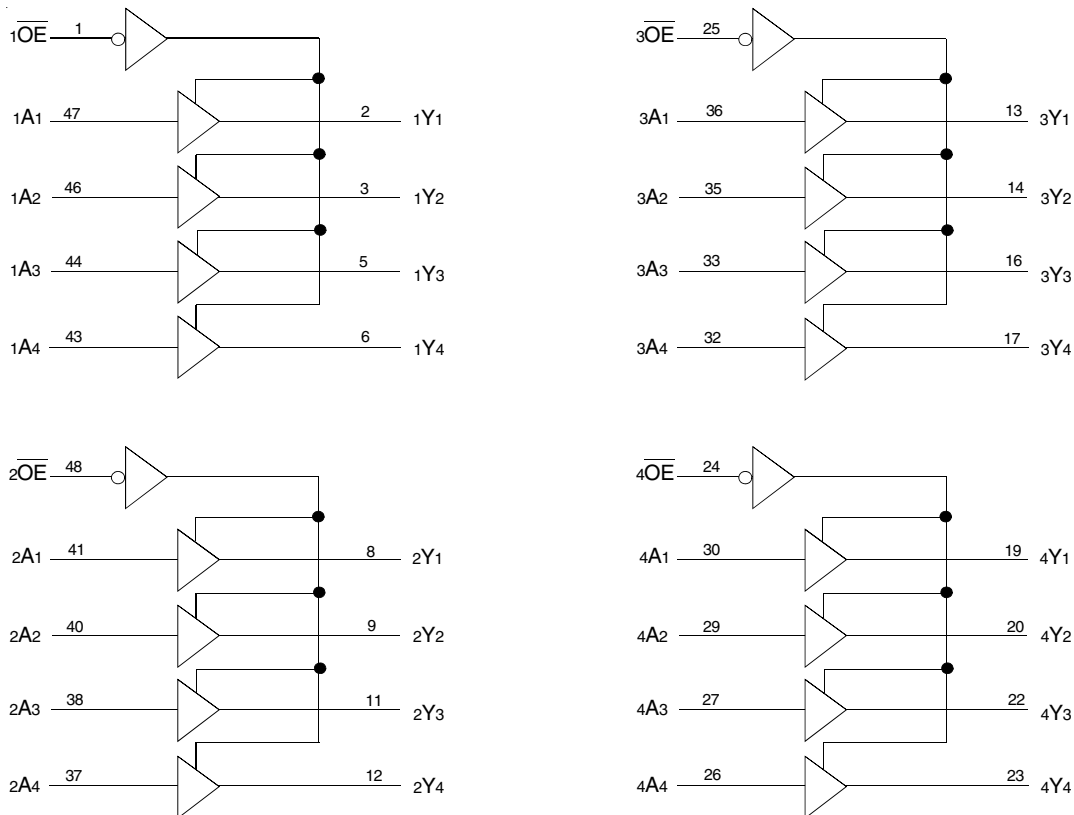 1OE 1
1A1 47 2 1Y1
1A2 46 3 1Y2
1A3 44 5 1Y3
1A4 43 6 1Y4
3OE 25
3A1 36 13 3Y1
3A2 35 14 3Y2
3A3 33 16 3Y3
3A4 32 17 3Y4
2OE 48
2A1 41 8 2Y1
2A2 40 9 2Y2
2A3 38 11 2Y3
2A4 37 12 2Y4
4OE 24
4A1 30 19 4Y1
4A2 29 20 4Y2
4A3 27 22 4Y3
4A4 26 23 4Y4